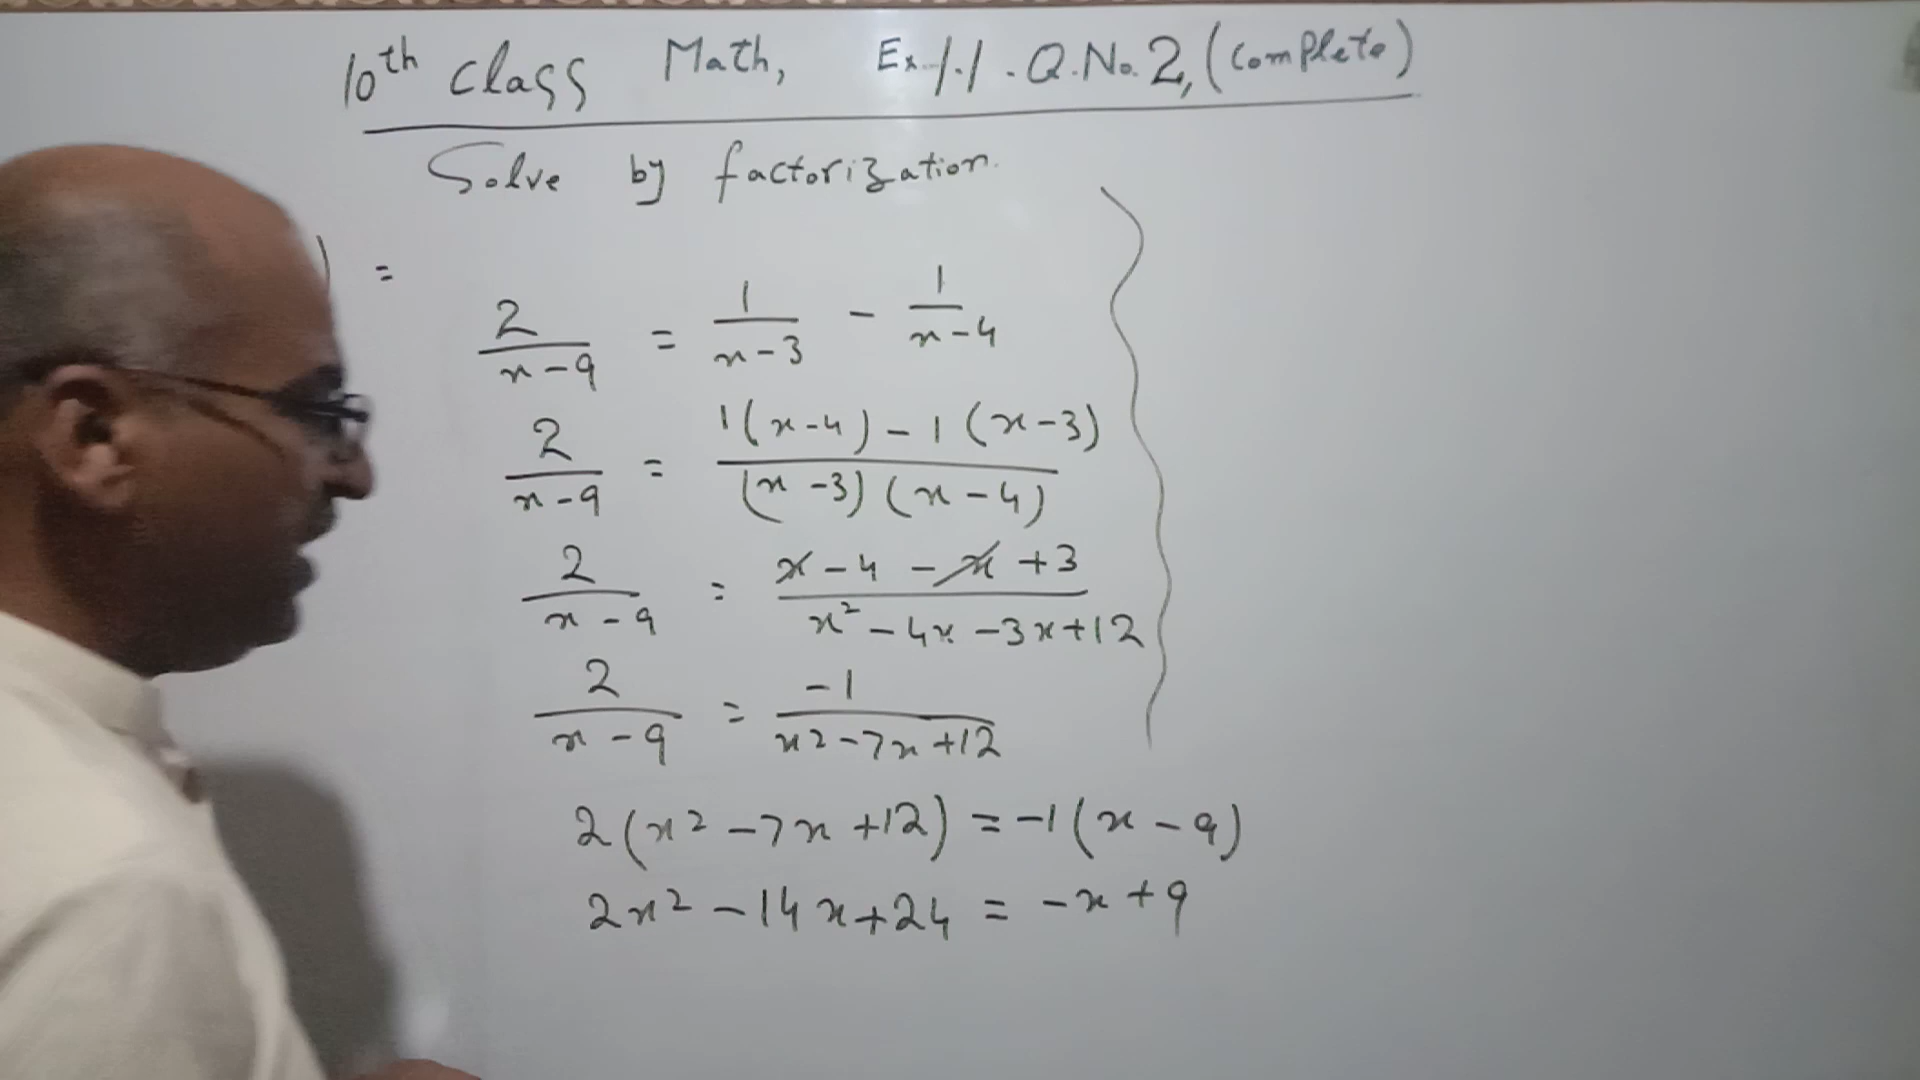 10th class Math, Ex. 1.1. Q.No. 2, (Complete)
Solve by factorization.
) =
2/(x-9) = 1/(x-3) - 1/(x-4)
2/(x-9) = (1(x-4) - 1(x-3))/((x-3)(x-4))
2/(x-9) = (x-4-x+3)/(x²-4x-3x+12)
2/(x-9) = -1/(x2-7x+12)
2(x2-7x+12) = -1(x-9)
2x2-14x+24 = -x+9